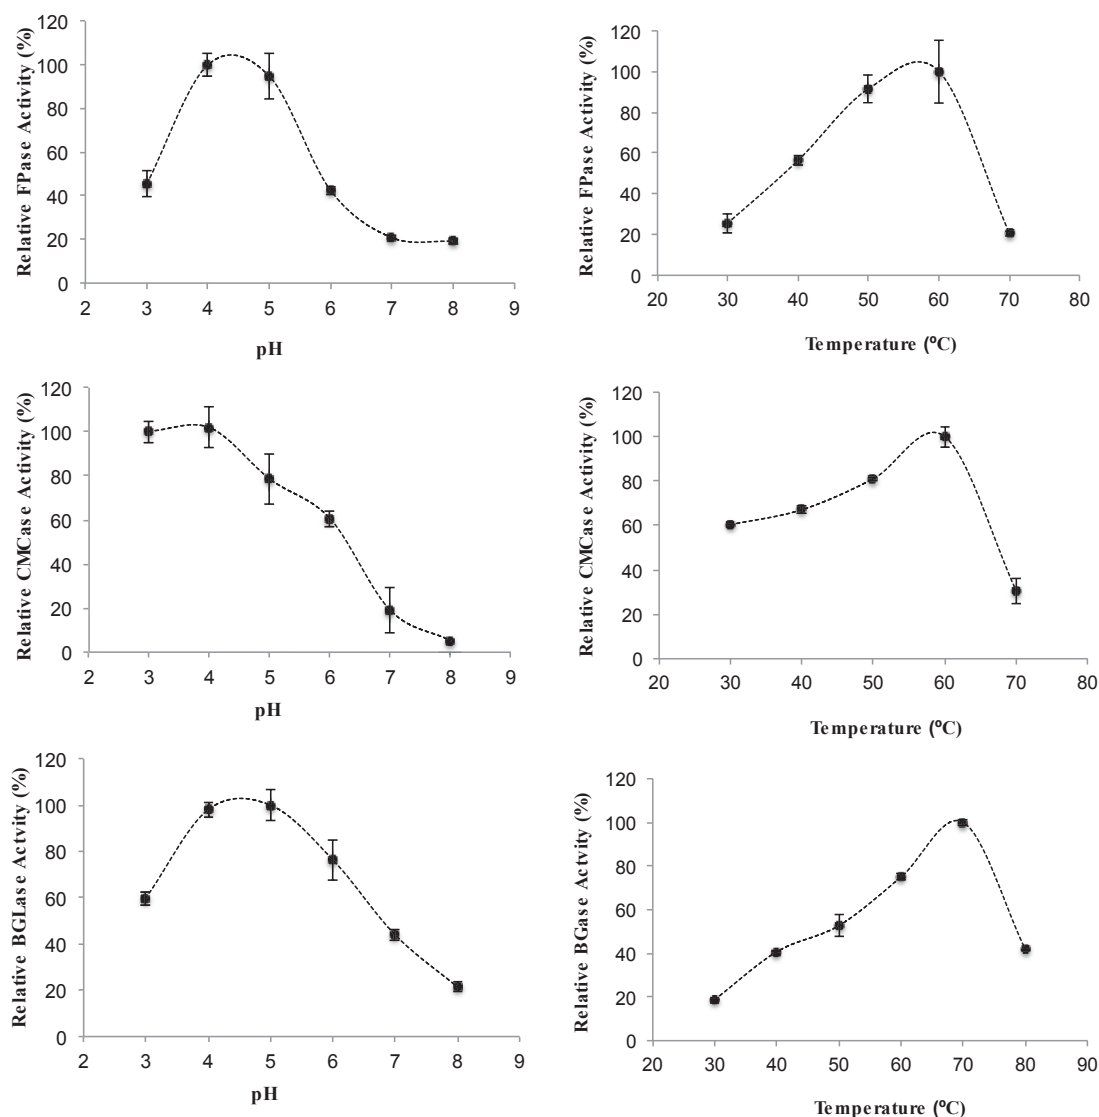 Relative FPase Activity (%)
120
100
80
60
40
20
0
2 3 4 5 6 7 8 9
pH
Relative FPase Activity (%)
120
100
80
60
40
20
0
20 30 40 50 60 70 80
Temperature (ºC)
Relative CMCase Activity (%)
120
100
80
60
40
20
0
2 3 4 5 6 7 8 9
pH
Relative CMCase Activity (%)
120
100
80
60
40
20
0
20 30 40 50 60 70 80
Temperature (ºC)
Relative BGLase Actvity (%)
120
100
80
60
40
20
0
2 3 4 5 6 7 8 9
pH
Relative BGase Actvity (%)
120
100
80
60
40
20
0
20 30 40 50 60 70 80 90
Temperature (ºC)